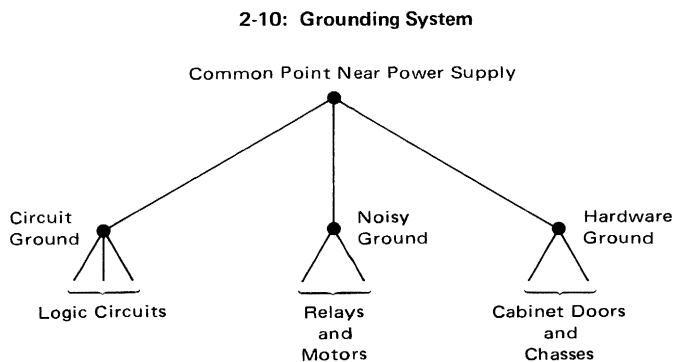 2-10: Grounding System
Common Point Near Power Supply
Circuit
Ground
Noisy
Ground
Hardware
Ground
Logic Circuits
Relays
and
Motors
Cabinet Doors
and
Chasses